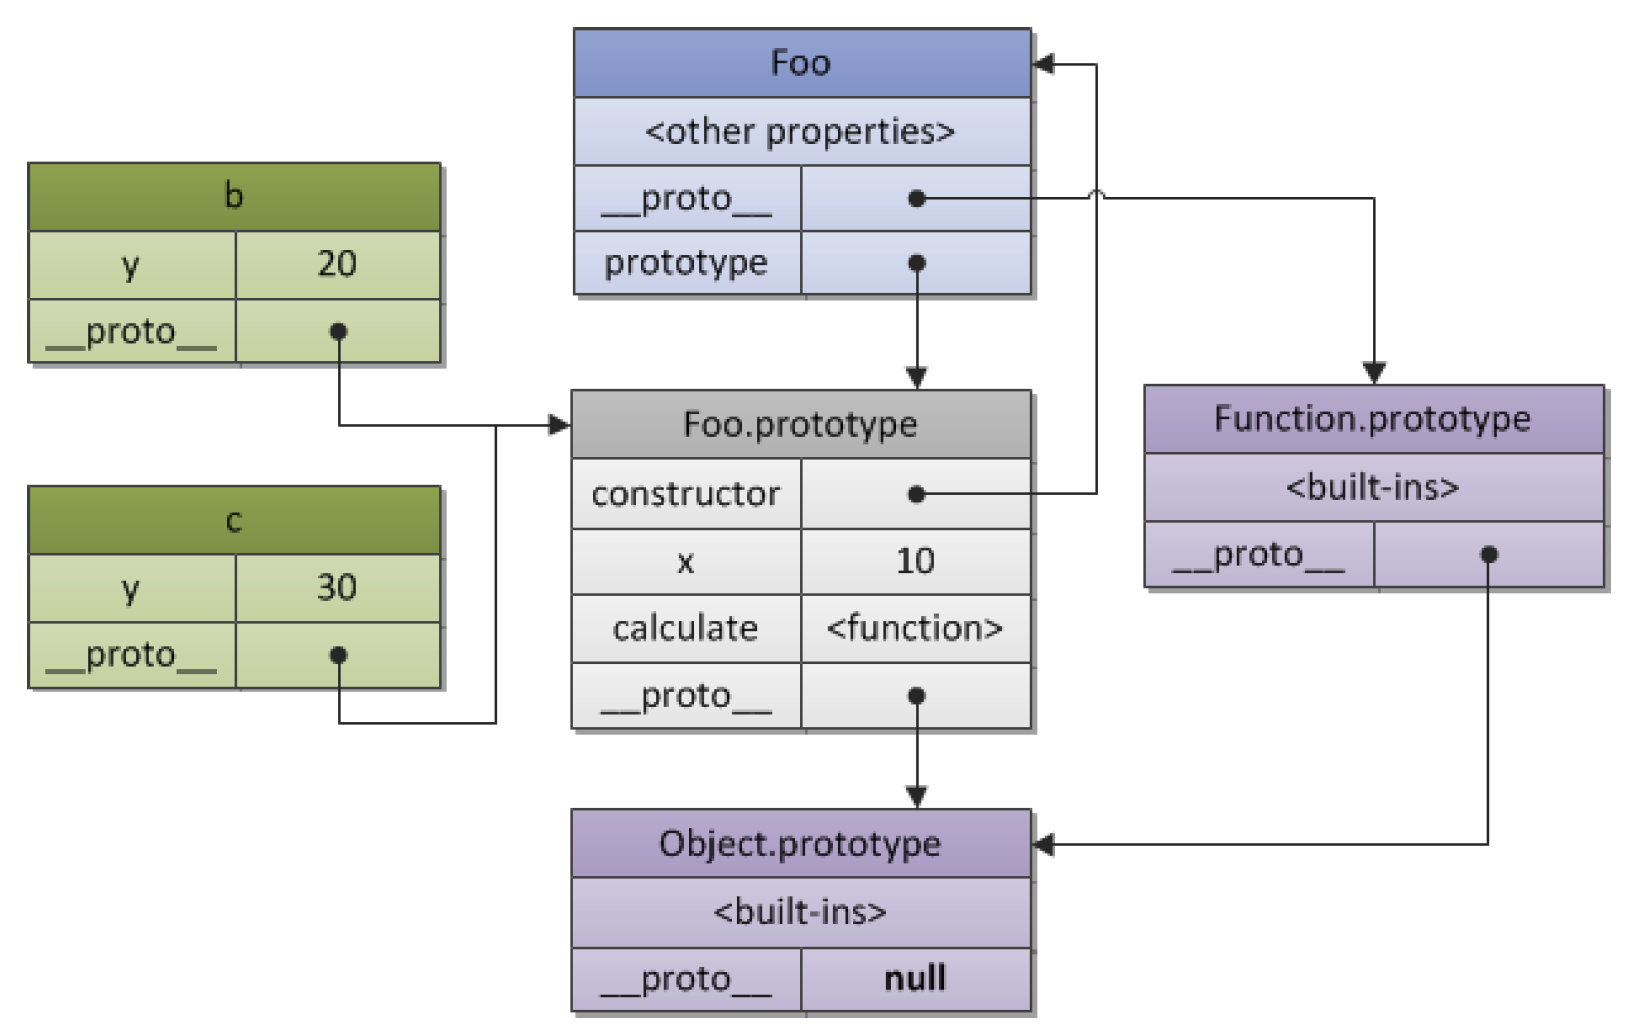 Foo
<other properties>
__proto__
prototype
b
y 20
__proto__
c
y 30
__proto__
Foo.prototype
constructor
x 10
calculate <function>
__proto__
Function.prototype
<built-ins>
__proto__
Object.prototype
<built-ins>
__proto__ null